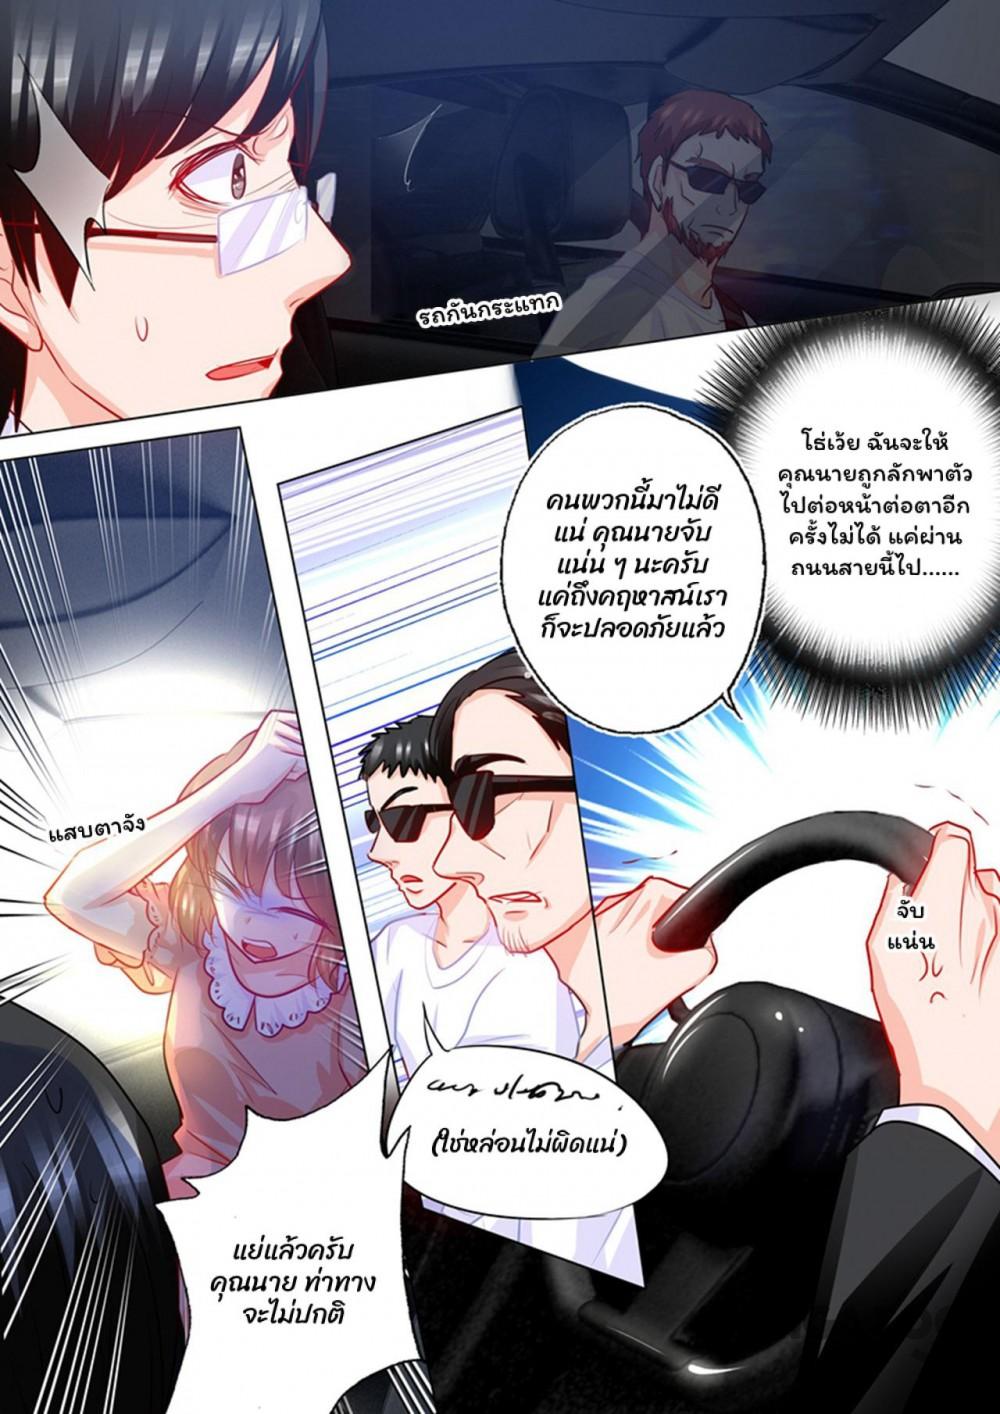 รถกันกระแทก
โธ่เว้ย ฉันจะให้
คุณนายถูกลักพาตัว
ไปต่อหน้าต่อตาอีก
ครั้งไม่ได้ แค่ผ่าน
ถนนสายนี้ไป......
คนพวกนี้มาไม่ดี
แน่ คุณนายจับ
แน่น ๆ นะครับ
แค่ถึงคฤหาสน์เรา
ก็จะปลอดภัยแล้ว
แสบตาจัง
จับ
แน่น
(ใช่หล่อนไม่ผิดแน่)
แย่แล้วครับ
คุณนาย ท่าทาง
จะไม่ปกติ